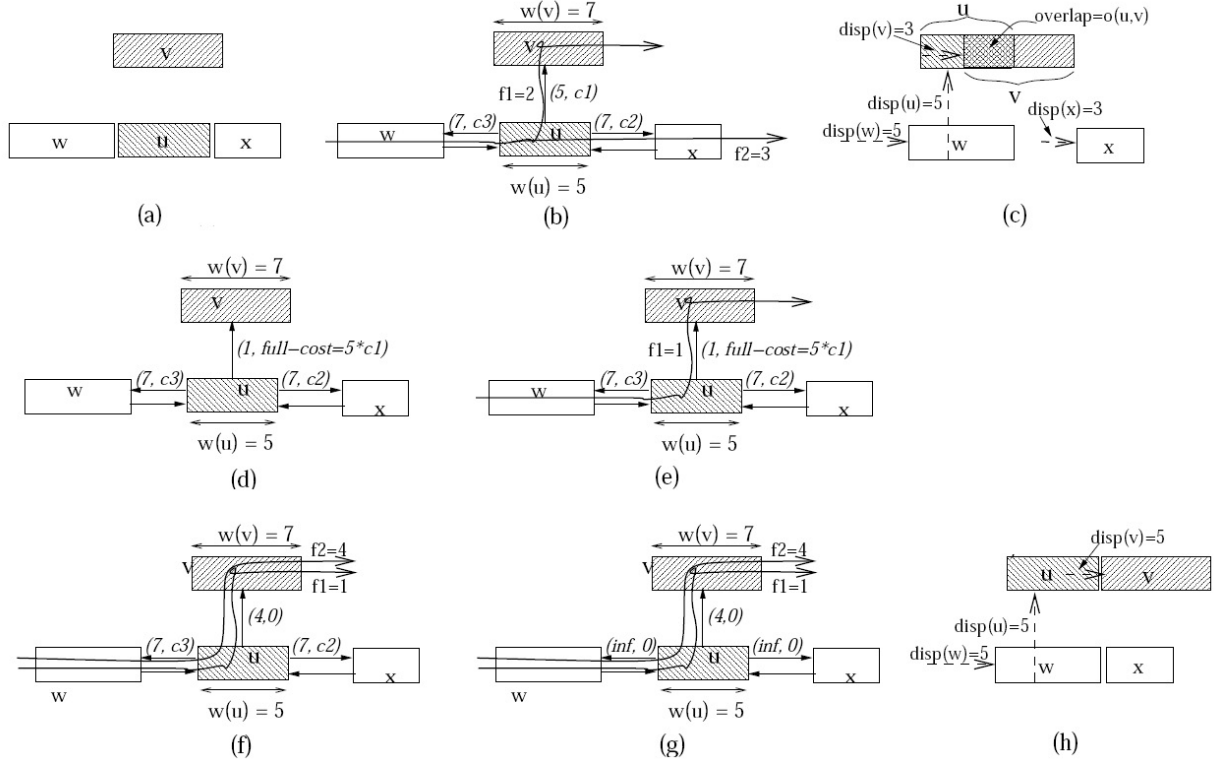 v
w u x
(a)
w(v) = 7
v
f1=2 (5, c1)
w (7, c3) u (7, c2) x
f2=3
w(u) = 5
(b)
u
disp(v)=3 overlap=o(u,v)
v
disp(u)=5
disp(x)=3
disp(w)=5
w x
(c)
w(v) = 7
v
(1, full−cost=5*c1)
w (7, c3) u (7, c2) x
w(u) = 5
(d)
w(v) = 7
v
f1=1 (1, full−cost=5*c1)
w (7, c3) u (7, c2) x
w(u) = 5
(e)
w(v) = 7
v f2=4
f1=1
(4,0)
(7, c3) u (7, c2) x
w
w(u) = 5
(f)
w(v) = 7
v f2=4
f1=1
(4,0)
(inf, 0) u (inf, 0) x
w
w(u) = 5
(g)
disp(v)=5
u v
disp(u)=5
disp(w)=5
w x
(h)